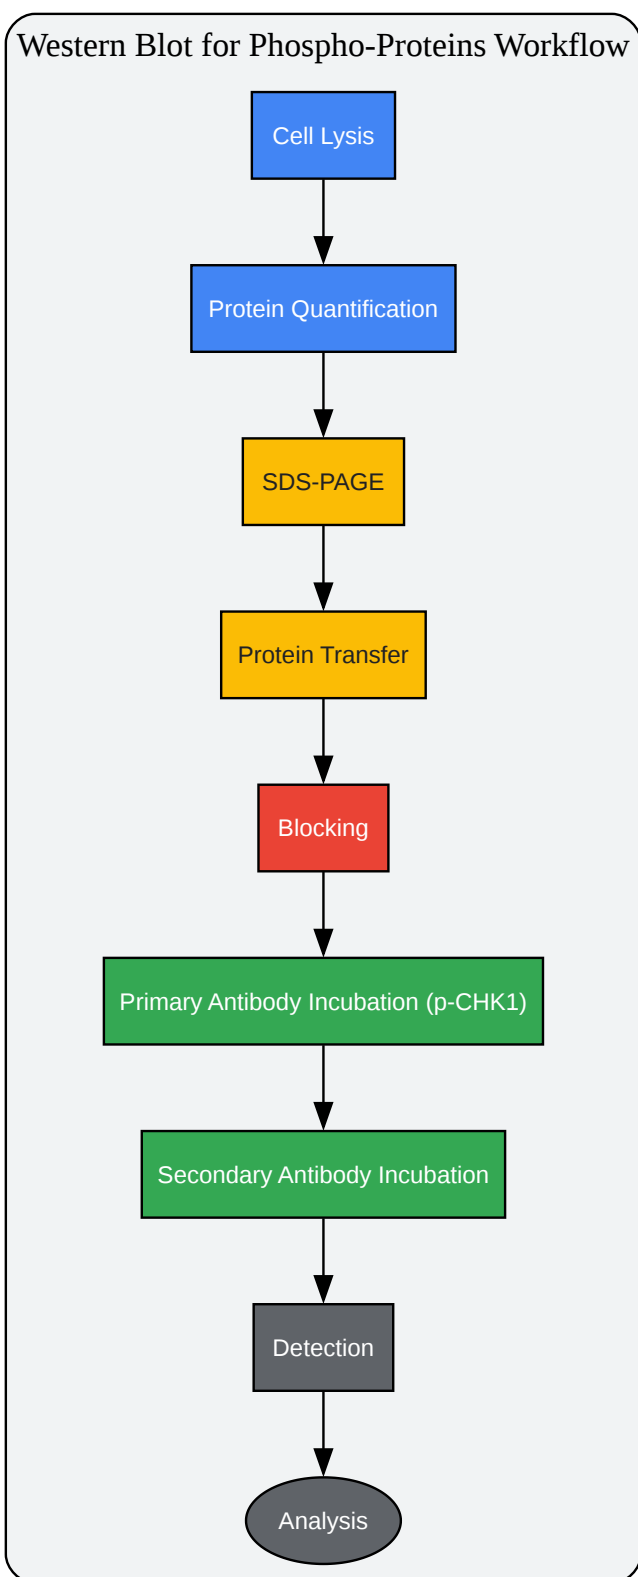 Western Blot for Phospho-Proteins Workflow
Cell Lysis
Protein Quantification
SDS-PAGE
Protein Transfer
Blocking
Primary Antibody Incubation (p-CHK1)
Secondary Antibody Incubation
Detection
Analysis